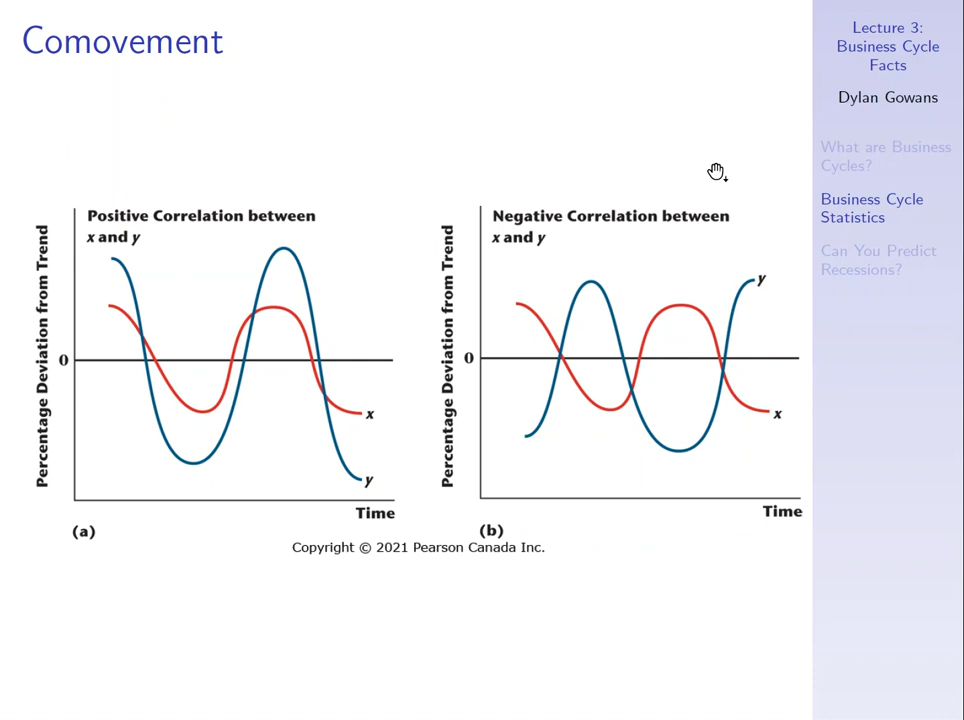 Comovement
Lecture 3:
Business Cycle
Facts
Dylan Gowans
What are Business
Cycles?
Business Cycle
Statistics
Can You Predict
Recessions?
Positive Correlation between
x and y
Percentage Deviation from Trend
0
x
y
Time
(a)
Negative Correlation between
x and y
Percentage Deviation from Trend
0
y
x
Time
(b)
Copyright © 2021 Pearson Canada Inc.